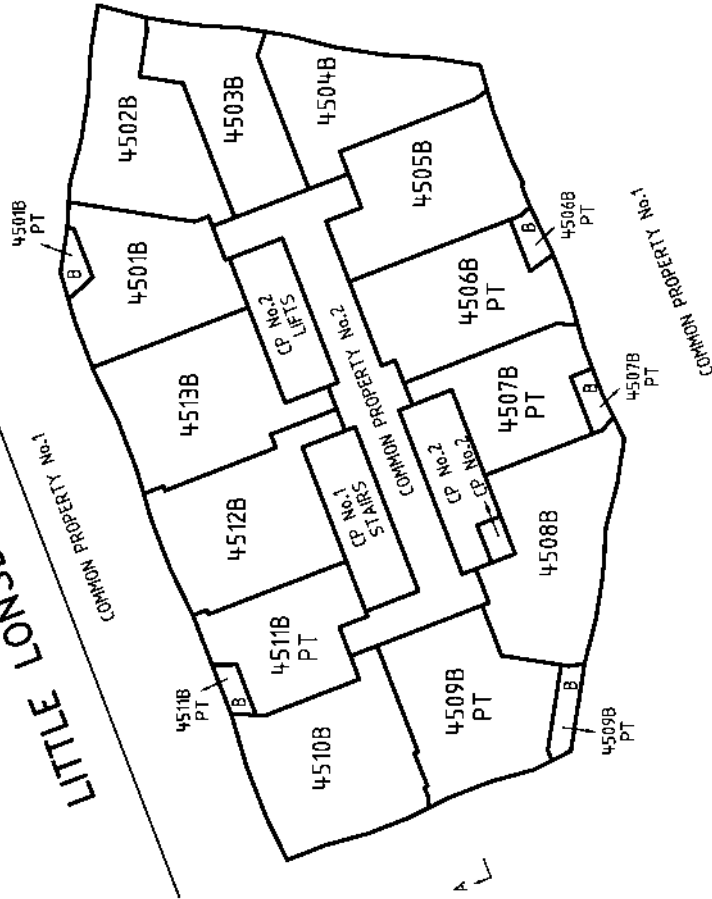 4502B
4503B
4504B
4501B
PT
B
4501B
4505B
4506B
PT
B
4506B
PT
CP No.2
LIFTS
COMMON PROPERTY No.2
4513B
COMMON PROPERTY No.1
4507B
PT
B
4507B
PT
CP No.2
CP No.2
CP No.1
STAIRS
4512B
4508B
COMMON PROPERTY No.1
LITTLE
4511B
PT
B
4511B
PT
4509B
PT
B
4509B
PT
4510B
A